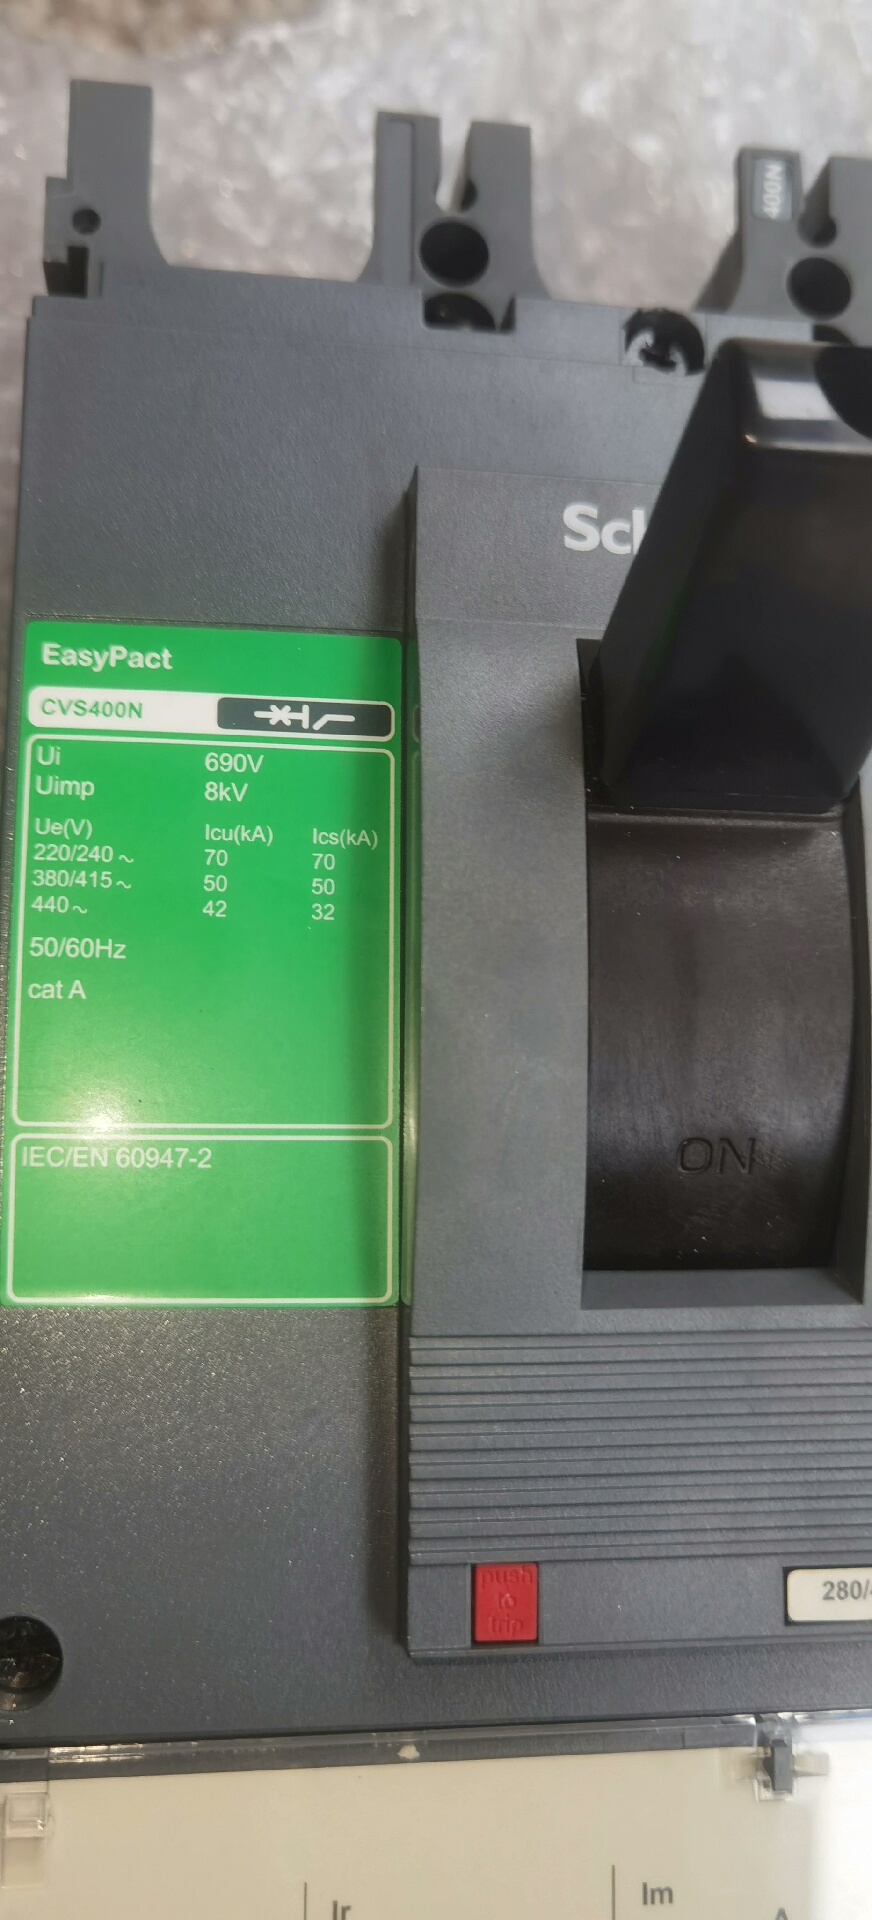 400N
EasyPact
CVS400N
Ui 690V
Uimp 8kV
Ue(V) Icu(kA) Ics(kA)
220/240 ~ 70 70
380/415 ~ 50 50
440 ~ 42 32
50/60Hz
cat A
IEC/EN 60947-2
ON
push
to
trip
280/
Ir
Im